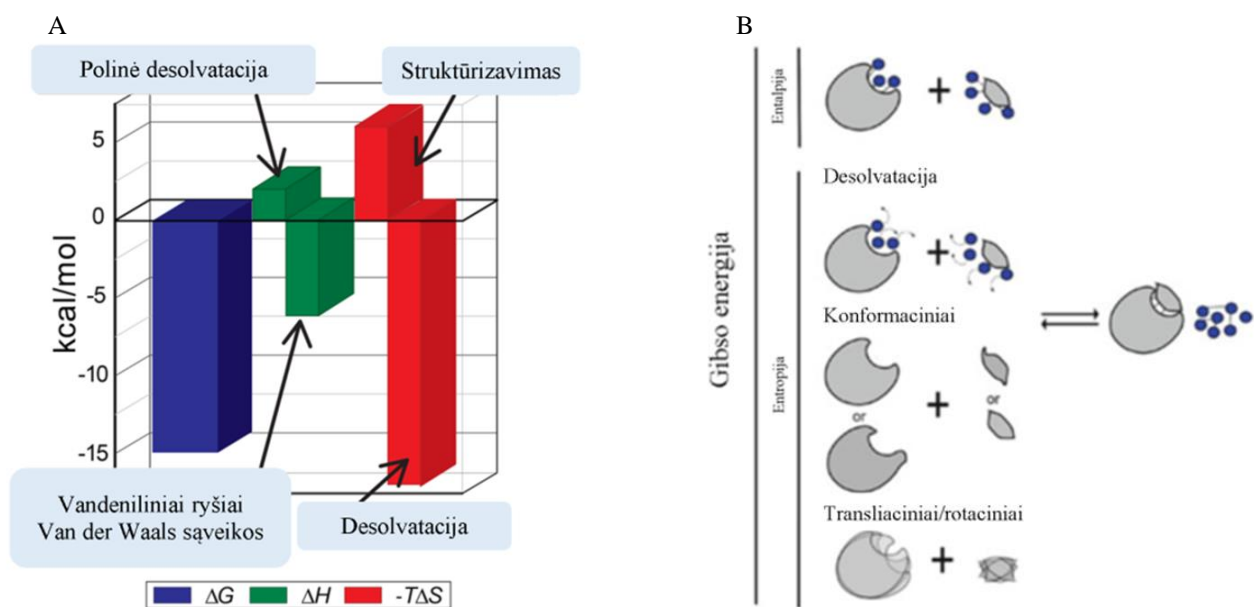 A
Polinė desolvatacija
Struktūrizavimas
kcal/mol
5
0
-5
-10
-15
Vandeniliniai ryšiai
Van der Waals sąveikos
Desolvatacija
ΔG ΔH -TΔS
B
Gibso energija
Entalpija
Entropija
+
Desolvatacija
+
Konformaciniai
or
+
or
Transliaciniai/rotaciniai
+